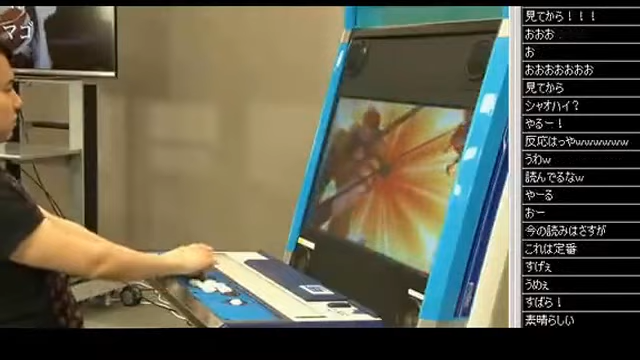 マゴ
見てから！！！
おおお
お
おおおおおおお
見てから
シャオハイ？
やるー！
反応はっやwwwwww
うわw
読んでるなw
やーる
おー
今の読みはさすが
これは定番
すげぇ
うめぇ
すばら！
素晴らしい